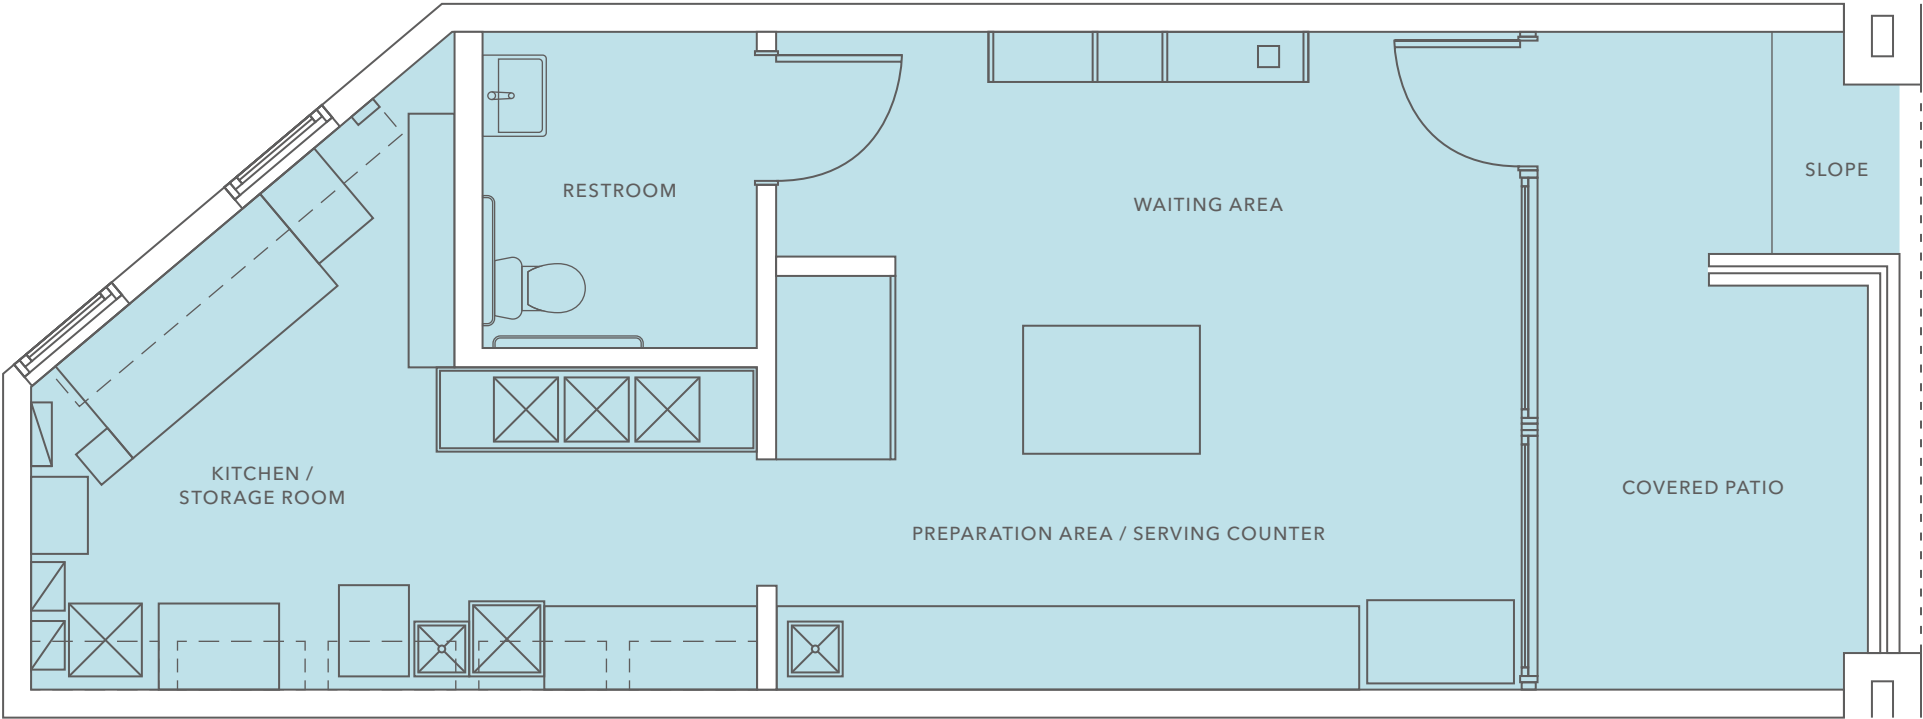 RESTROOM
WAITING AREA
SLOPE
KITCHEN /
STORAGE ROOM
COVERED PATIO
PREPARATION AREA / SERVING COUNTER